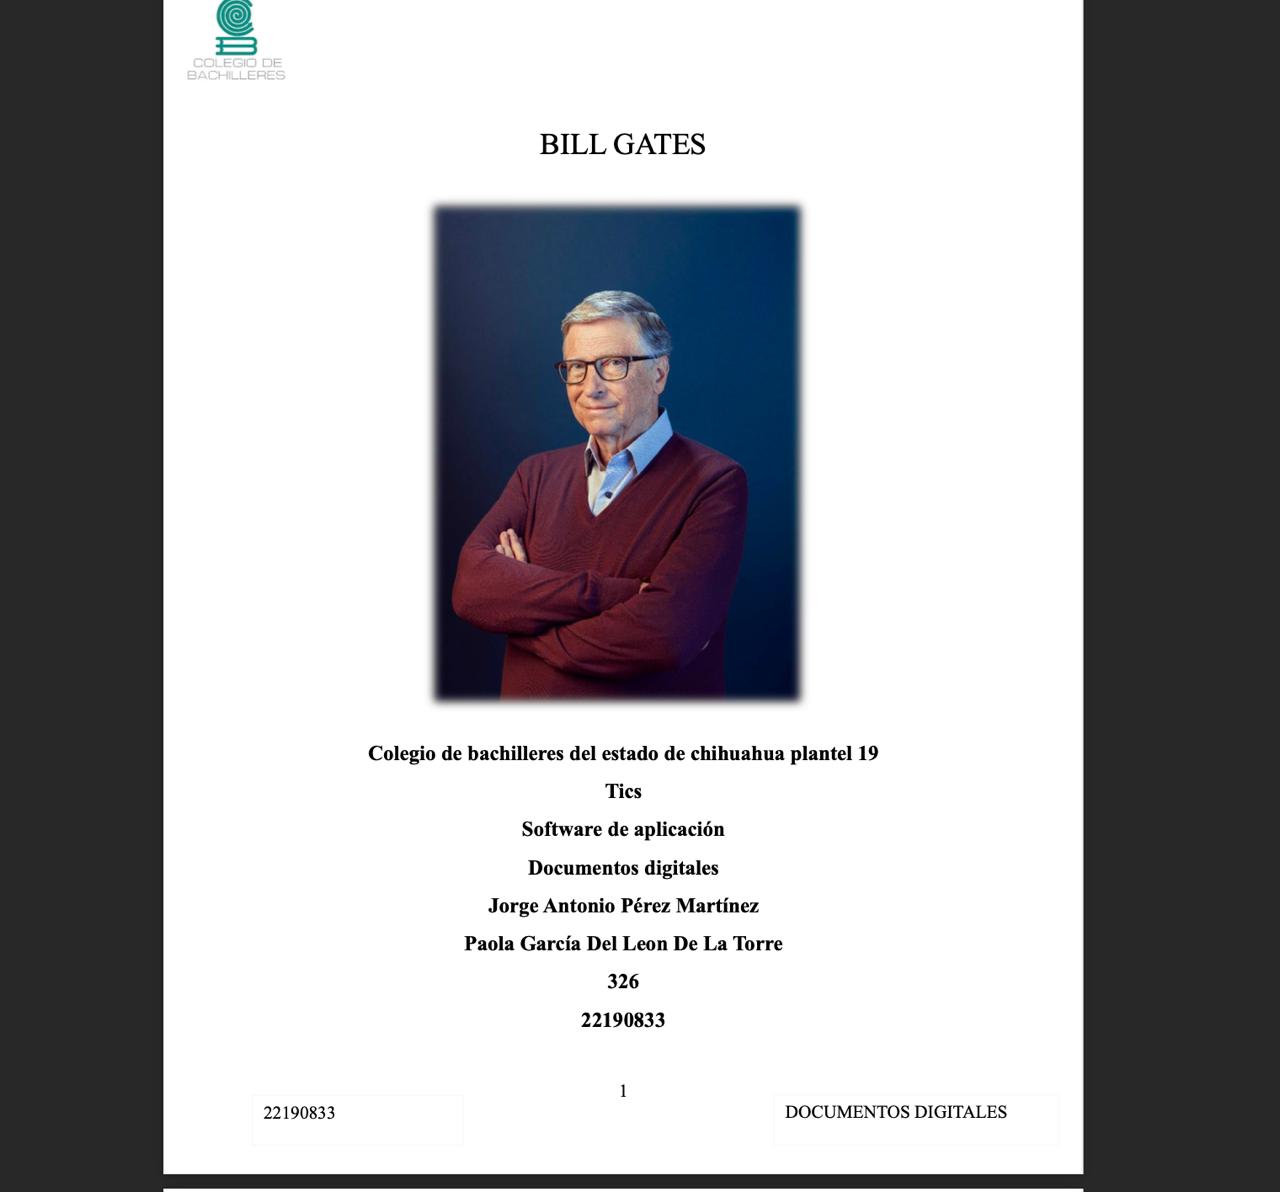 COLEGIO DE
BACHILLERES
BILL GATES
Colegio de bachilleres del estado de chihuahua plantel 19
Tics
Software de aplicación
Documentos digitales
Jorge Antonio Pérez Martínez
Paola García Del Leon De La Torre
326
22190833
1
22190833
DOCUMENTOS DIGITALES